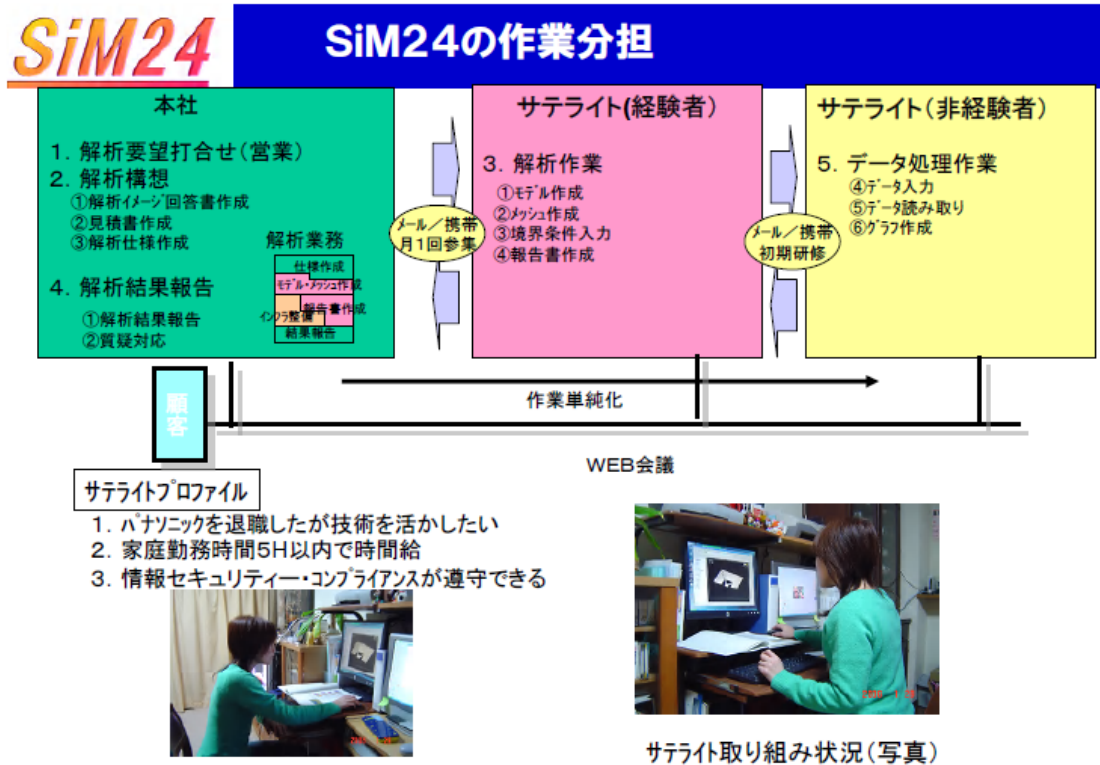 SiM24
SiM24の作業分担
本社
1. 解析要望打合せ(営業)
2. 解析構想
①解析イメージ回答書作成
②見積書作成
③解析仕様作成
解析業務
仕様作成
モデル・メッシュ作成
報告書作成
インフラ整備
結果報告
4. 解析結果報告
①解析結果報告
②質疑対応
メール/携帯
月1回参集
サテライト(経験者)
3. 解析作業
①モデル作成
②メッシュ作成
③境界条件入力
④報告書作成
メール/携帯
初期研修
サテライト(非経験者)
5. データ処理作業
④データ入力
⑤データ読み取り
⑥グラフ作成
作業単純化
顧客
WEB会議
サテライトプロファイル
1. パナソニックを退職したが技術を活かしたい
2. 家庭勤務時間5H以内で時間給
3. 情報セキュリティー・コンプライアンスが遵守できる
サテライト取り組み状況(写真)